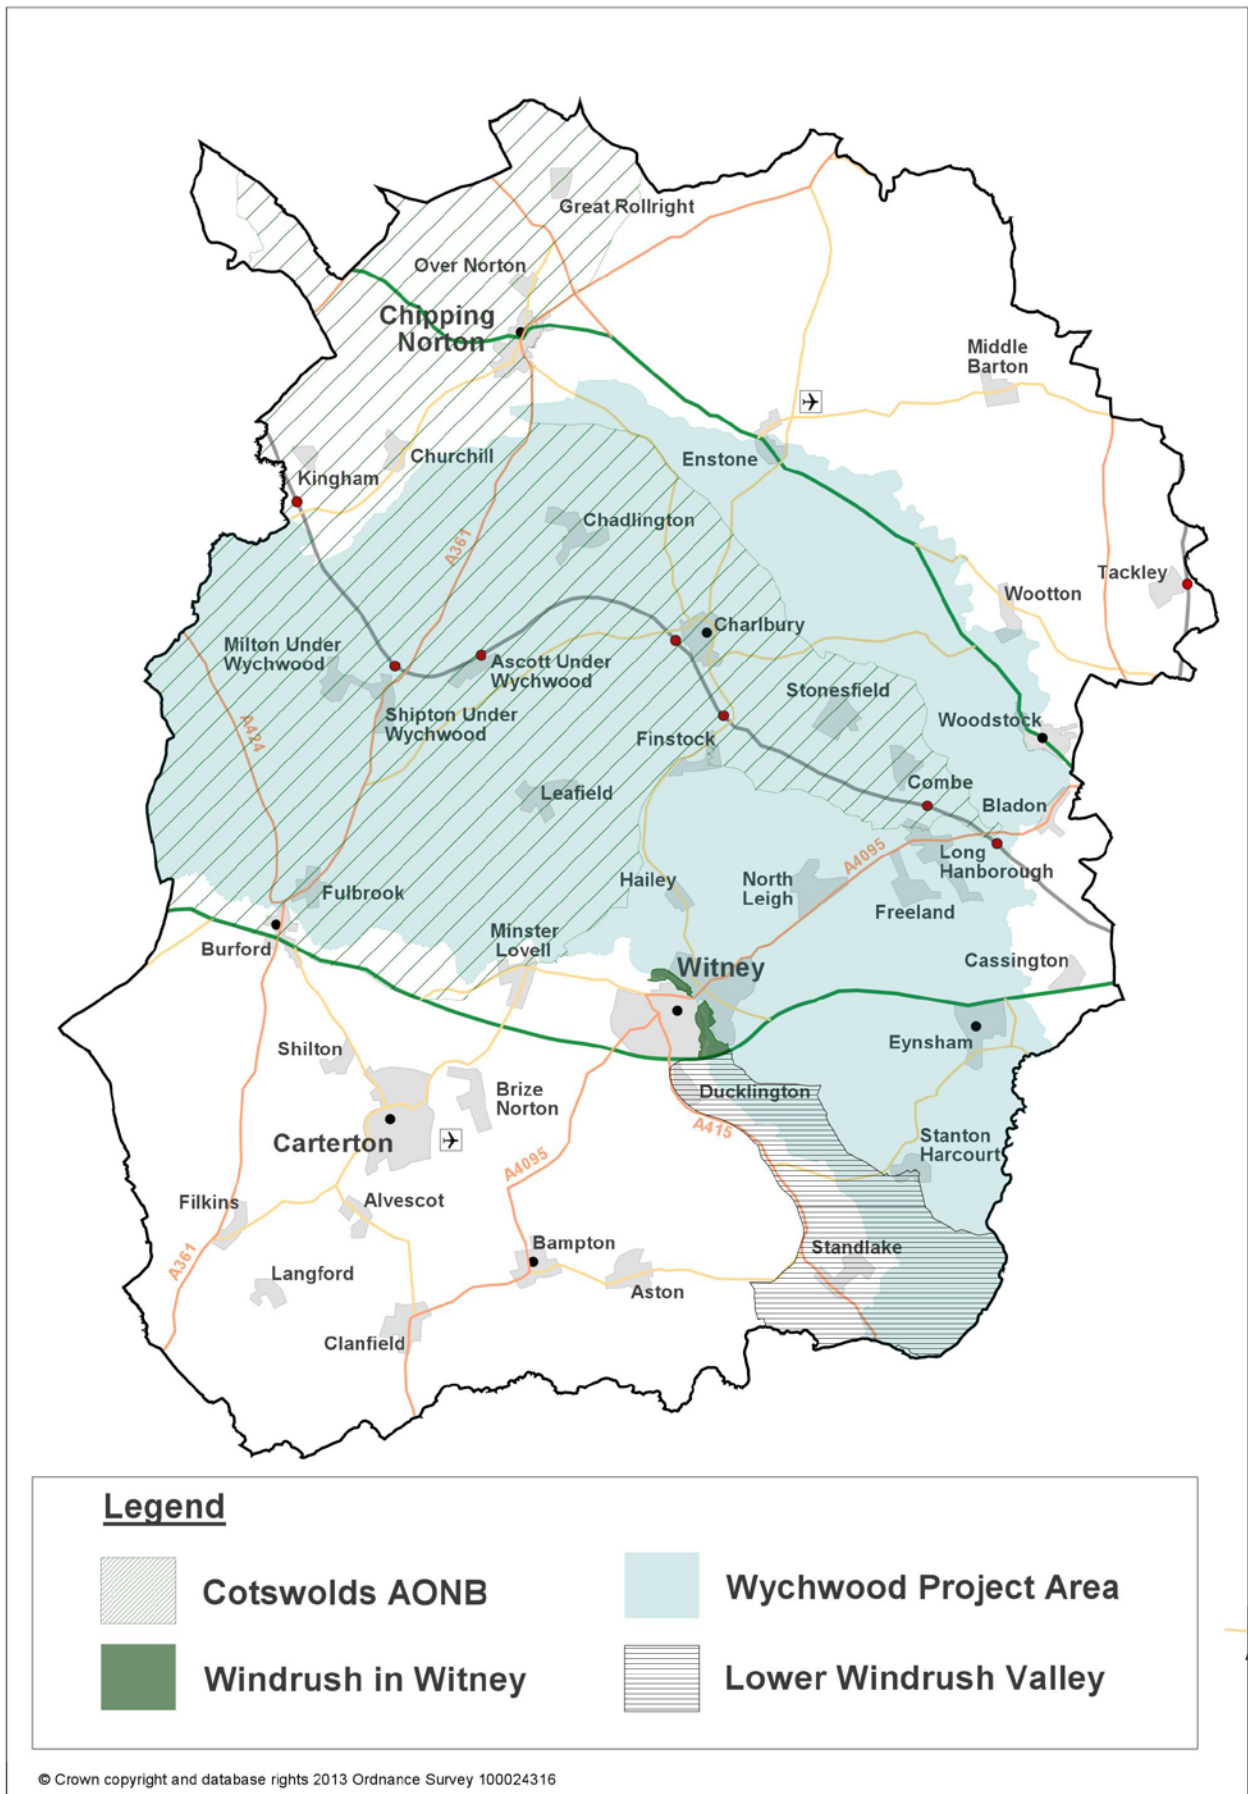 Great Rollright
Over Norton
Chipping
Norton
Middle
Barton
Churchill
Enstone
Kingham
Chadlington
A361
Tackley
Wootton
Charlbury
Milton Under
Wychwood
Ascott Under
Wychwood
Stonesfield
Shipton Under
Wychwood
A424
Woodstock
Finstock
Combe
Leafield
Bladon
A4095
Long
Hanborough
Hailey
North
Leigh
Fulbrook
Freeland
Minster
Lovell
Burford
Witney
Cassington
Eynsham
Shilton
Brize
Norton
Ducklington
A415
Carterton
Stanton
Harcourt
A4095
Filkins
Alvescot
Bampton
Standlake
A361
Langford
Aston
Clanfield
Legend
Cotswolds AONB
Wychwood Project Area
Windrush in Witney
Lower Windrush Valley
© Crown copyright and database rights 2013 Ordnance Survey 100024316